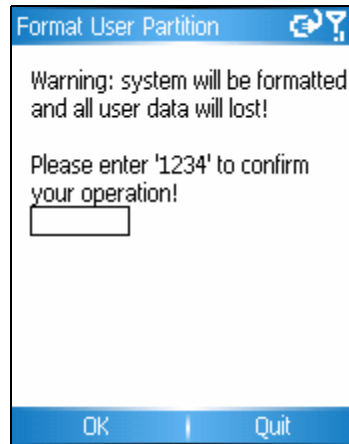 Format User Partition
Warning: system will be formatted
and all user data will lost!
Please enter '1234' to confirm
your operation!
OK
Quit